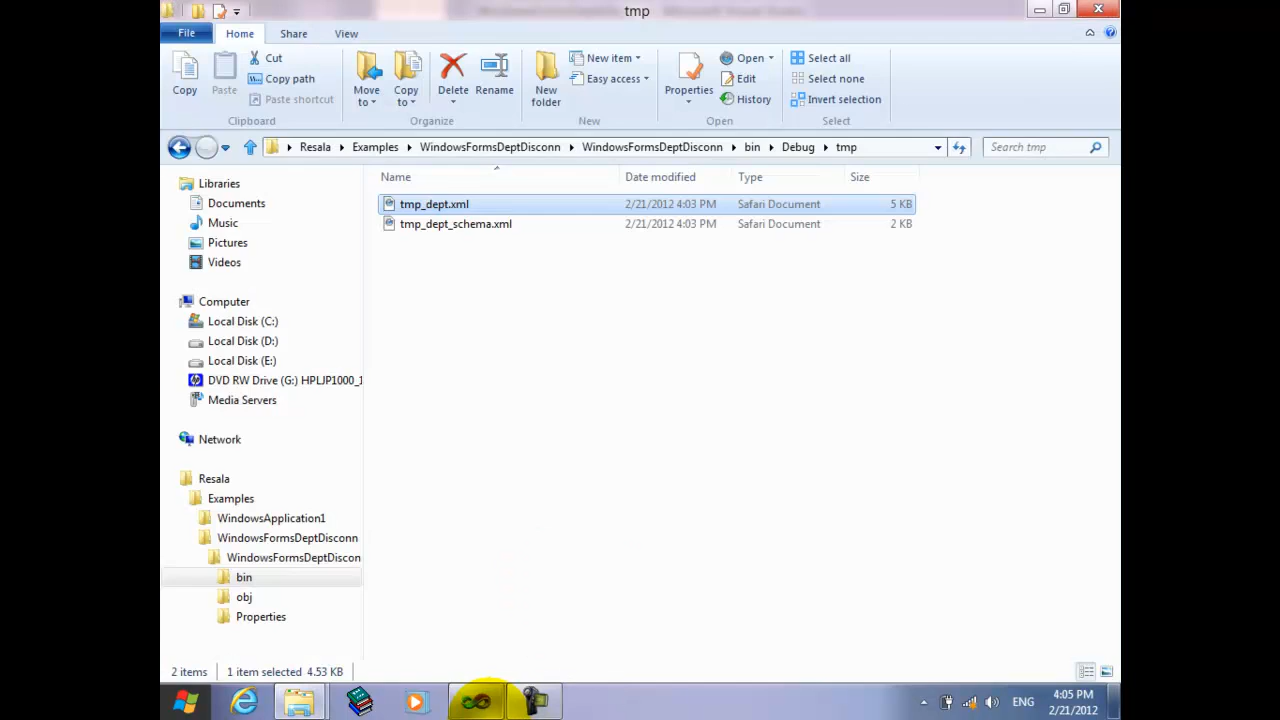 tmp
File Home Share View
Copy
Paste
Cut
Copy path
Paste shortcut
Clipboard
Move to
Copy to
Delete
Rename
Organize
New folder
New item
Easy access
New
Properties
Open
Edit
History
Open
Select all
Select none
Invert selection
Select
Resala Examples WindowsFormsDeptDisconn WindowsFormsDeptDisconn bin Debug tmp
Search tmp
Name Date modified Type Size
tmp_dept.xml 2/21/2012 4:03 PM Safari Document 5 KB
tmp_dept_schema.xml 2/21/2012 4:03 PM Safari Document 2 KB
Libraries
Documents
Music
Pictures
Videos
Computer
Local Disk (C:)
Local Disk (D:)
Local Disk (E:)
DVD RW Drive (G:) HPLJP1000_1
Media Servers
Network
Resala
Examples
WindowsApplication1
WindowsFormsDeptDisconn
WindowsFormsDeptDiscon
bin
obj
Properties
2 items 1 item selected 4.53 KB
ENG
4:05 PM
2/21/2012